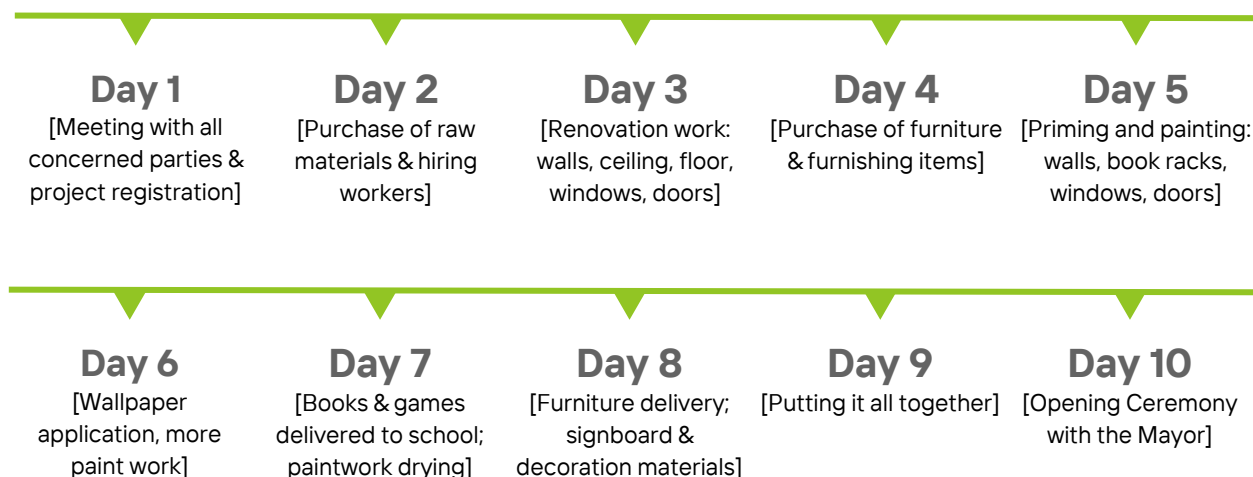 Day 1
[Meeting with all
concerned parties &
project registration]
Day 2
[Purchase of raw
materials & hiring
workers]
Day 3
[Renovation work:
walls, ceiling, floor,
windows, doors]
Day 4
[Purchase of furniture
& furnishing items]
Day 5
[Priming and painting:
walls, book racks,
windows, doors]
Day 6
[Wallpaper
application, more
paint work]
Day 7
[Books & games
delivered to school;
paintwork drying]
Day 8
[Furniture delivery;
signboard &
decoration materials]
Day 9
[Putting it all together]
Day 10
[Opening Ceremony
with the Mayor]